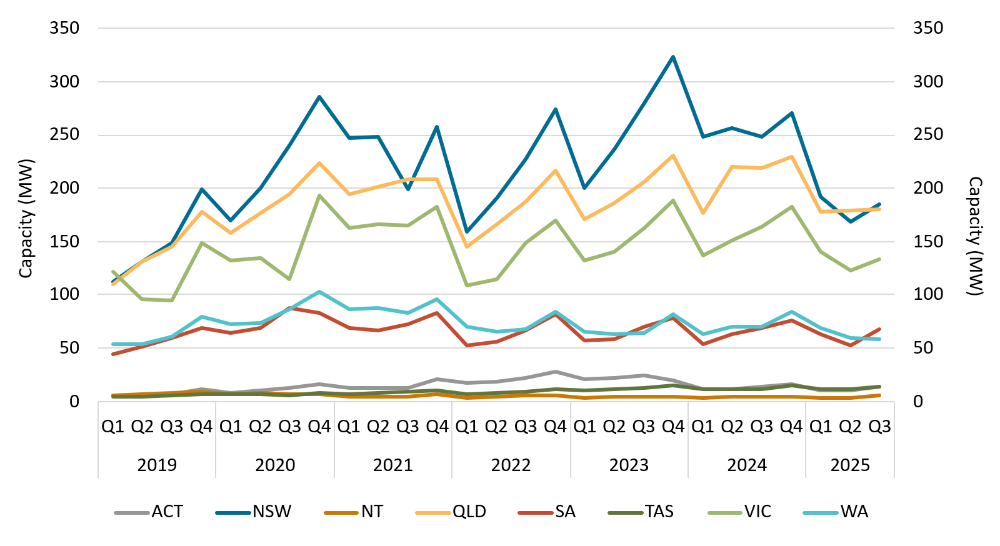 350 350
300 300
250 250
200 200
150 150
100 100
50 50
0 0
Capacity (MW)
Capacity (MW)
Q1 Q2 Q3 Q4 Q1 Q2 Q3 Q4 Q1 Q2 Q3 Q4 Q1 Q2 Q3 Q4 Q1 Q2 Q3 Q4 Q1 Q2 Q3 Q4 Q1 Q2 Q3
2019 2020 2021 2022 2023 2024 2025
ACT NSW NT QLD SA TAS VIC WA